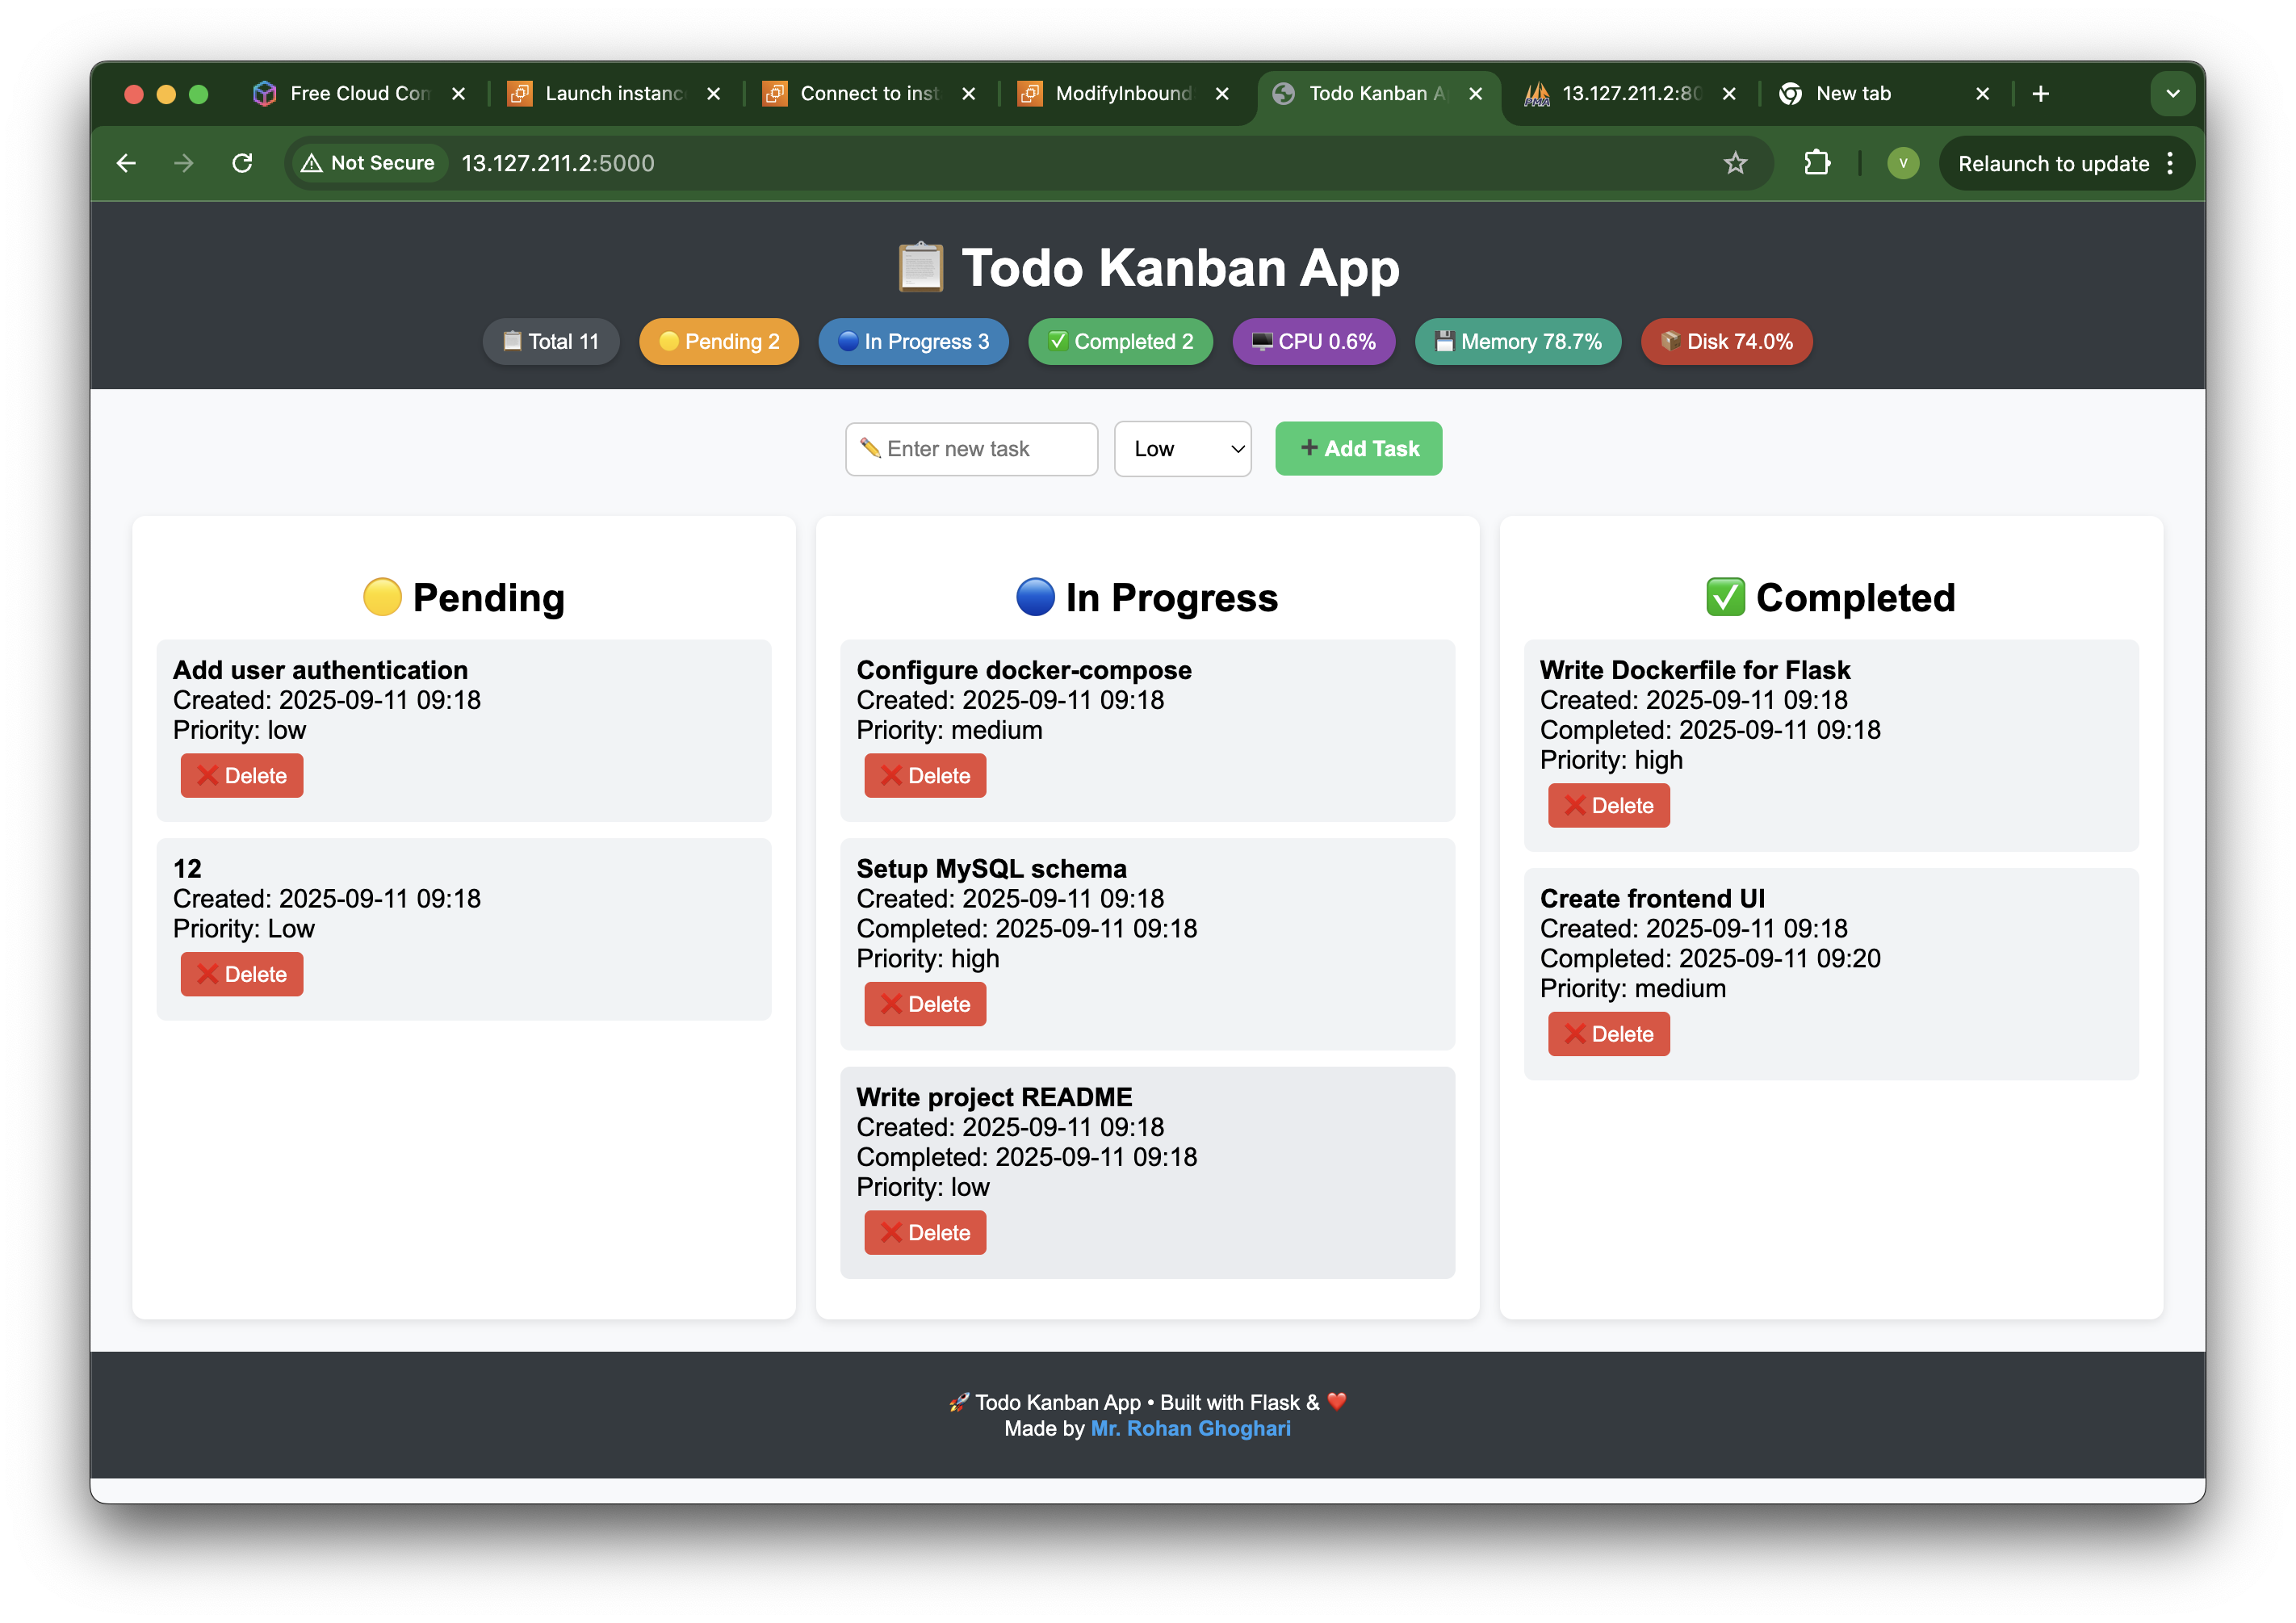 Free Cloud Con
Launch instanc
Connect to inst
ModifyInbound
Todo Kanban A
13.127.211.2:80
New tab
Not Secure
13.127.211.2:5000
V
Relaunch to update
📋 Todo Kanban App
📋 Total 11
🟡 Pending 2
🔵 In Progress 3
✅ Completed 2
🖥️ CPU 0.6%
💾 Memory 78.7%
📦 Disk 74.0%
✏️ Enter new task
Low
➕ Add Task
🟡 Pending
Add user authentication
Created: 2025-09-11 09:18
Priority: low
❌ Delete
12
Created: 2025-09-11 09:18
Priority: Low
❌ Delete
🔵 In Progress
Configure docker-compose
Created: 2025-09-11 09:18
Priority: medium
❌ Delete
Setup MySQL schema
Created: 2025-09-11 09:18
Completed: 2025-09-11 09:18
Priority: high
❌ Delete
Write project README
Created: 2025-09-11 09:18
Completed: 2025-09-11 09:18
Priority: low
❌ Delete
✅ Completed
Write Dockerfile for Flask
Created: 2025-09-11 09:18
Completed: 2025-09-11 09:18
Priority: high
❌ Delete
Create frontend UI
Created: 2025-09-11 09:18
Completed: 2025-09-11 09:20
Priority: medium
❌ Delete
🚀 Todo Kanban App • Built with Flask & ❤️
Made by Mr. Rohan Ghoghari